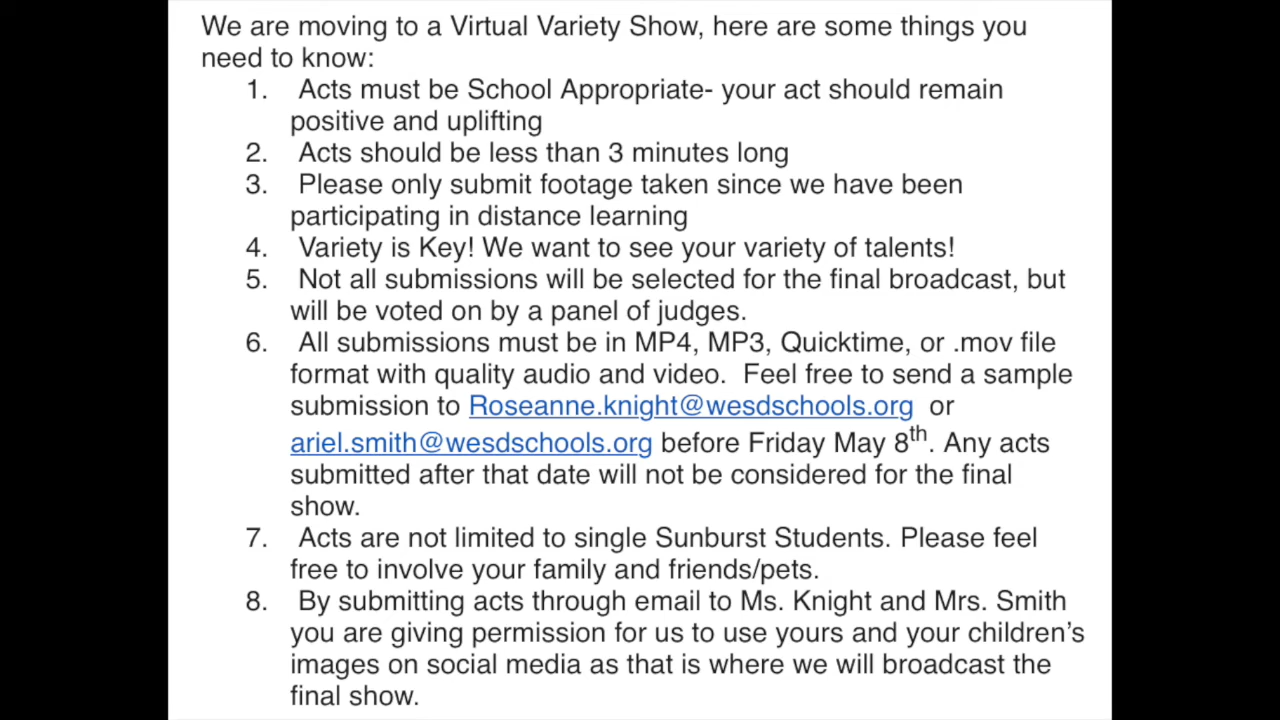 We are moving to a Virtual Variety Show, here are some things you
need to know:
1. Acts must be School Appropriate- your act should remain
positive and uplifting
2. Acts should be less than 3 minutes long
3. Please only submit footage taken since we have been
participating in distance learning
4. Variety is Key! We want to see your variety of talents!
5. Not all submissions will be selected for the final broadcast, but
will be voted on by a panel of judges.
6. All submissions must be in MP4, MP3, Quicktime, or .mov file
format with quality audio and video. Feel free to send a sample
submission to Roseanne.knight@wesdschools.org or
ariel.smith@wesdschools.org before Friday May 8th. Any acts
submitted after that date will not be considered for the final
show.
7. Acts are not limited to single Sunburst Students. Please feel
free to involve your family and friends/pets.
8. By submitting acts through email to Ms. Knight and Mrs. Smith
you are giving permission for us to use yours and your children’s
images on social media as that is where we will broadcast the
final show.